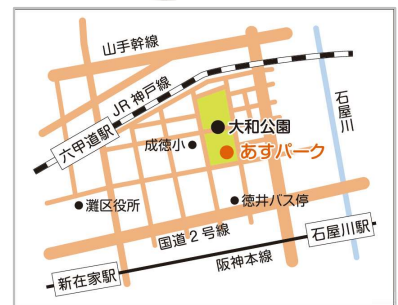 山手幹線
JR神戸線
六甲道駅
石屋川
大和公園
成徳小
あすパーク
灘区役所
徳井バス停
国道2号線
石屋川駅
阪神本線
新在家駅